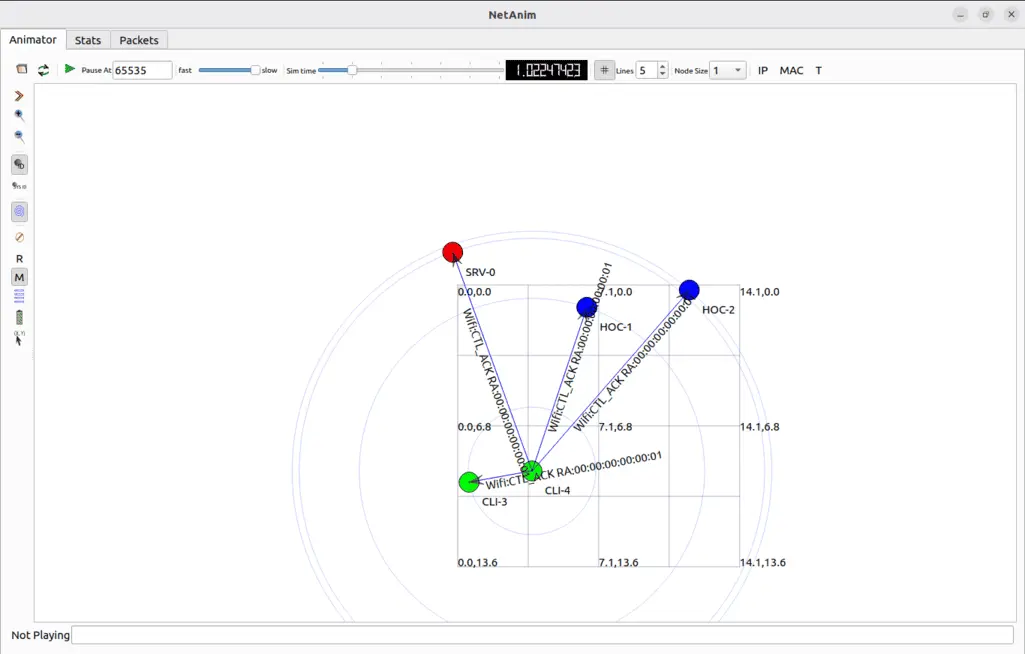 NetAnim
Animator Stats Packets
Pause At 65535 fast slow Sim time 1.02247423 Lines 5 Node Size 1 IP MAC T
R
M
SRV-0
0.0,0.0 7.1,0.0 14.1,0.0
HOC-1
HOC-2
Wifi:CTL_ACK RA:00:00:00:00:0
Wifi:CTL_ACK RA:00:00:00:00:00:01
Wifi:CTL_ACK RA:00:00:00:00:0
0.0,6.8 7.1,6.8 14.1,6.8
Wifi:CTL_ACK RA:00:00:00:00:00:01
CLI-3
CLI-4
0.0,13.6 7.1,13.6 14.1,13.6
Not Playing